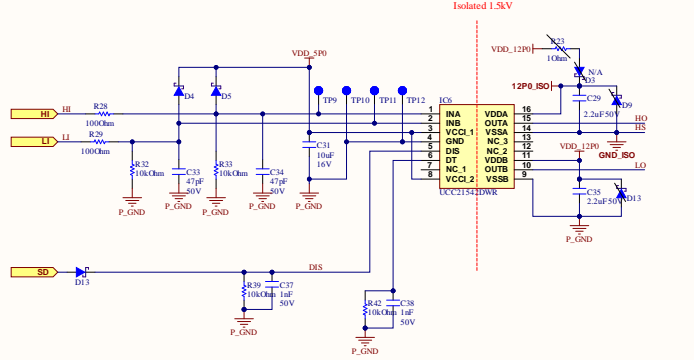 Isolated 1.5kV
VDD_12P0
R23
1Ohm
N/A
D3
VDD_5P0
12P0_ISO
C29
2.2uF50V
D9
D4
D5
TP9
TP10
TP11
TP12
IC6
HI
HI
R28
100Ohm
LI
LI
R29
100Ohm
1
2
3
4
5
6
7
8
INA
INB
VCCI_1
GND
DIS
DT
NC_1
VCCI_2
VDDA
OUTA
VSSA
NC_3
NC_2
VDDB
OUTB
VSSB
16
15
14
13
12
11
10
9
HO
HS
GND_ISO
VDD_12P0
LO
UCC21542DWR
C31
10uF
16V
R32
10kOhm
C33
47pF
50V
R33
10kOhm
C34
47pF
50V
P_GND
P_GND
P_GND
P_GND
P_GND
C35
2.2uF50V
D13
P_GND
SD
D13
DIS
R39
10kOhm
C37
1nF
50V
P_GND
R42
10kOhm
C38
1nF
50V
P_GND